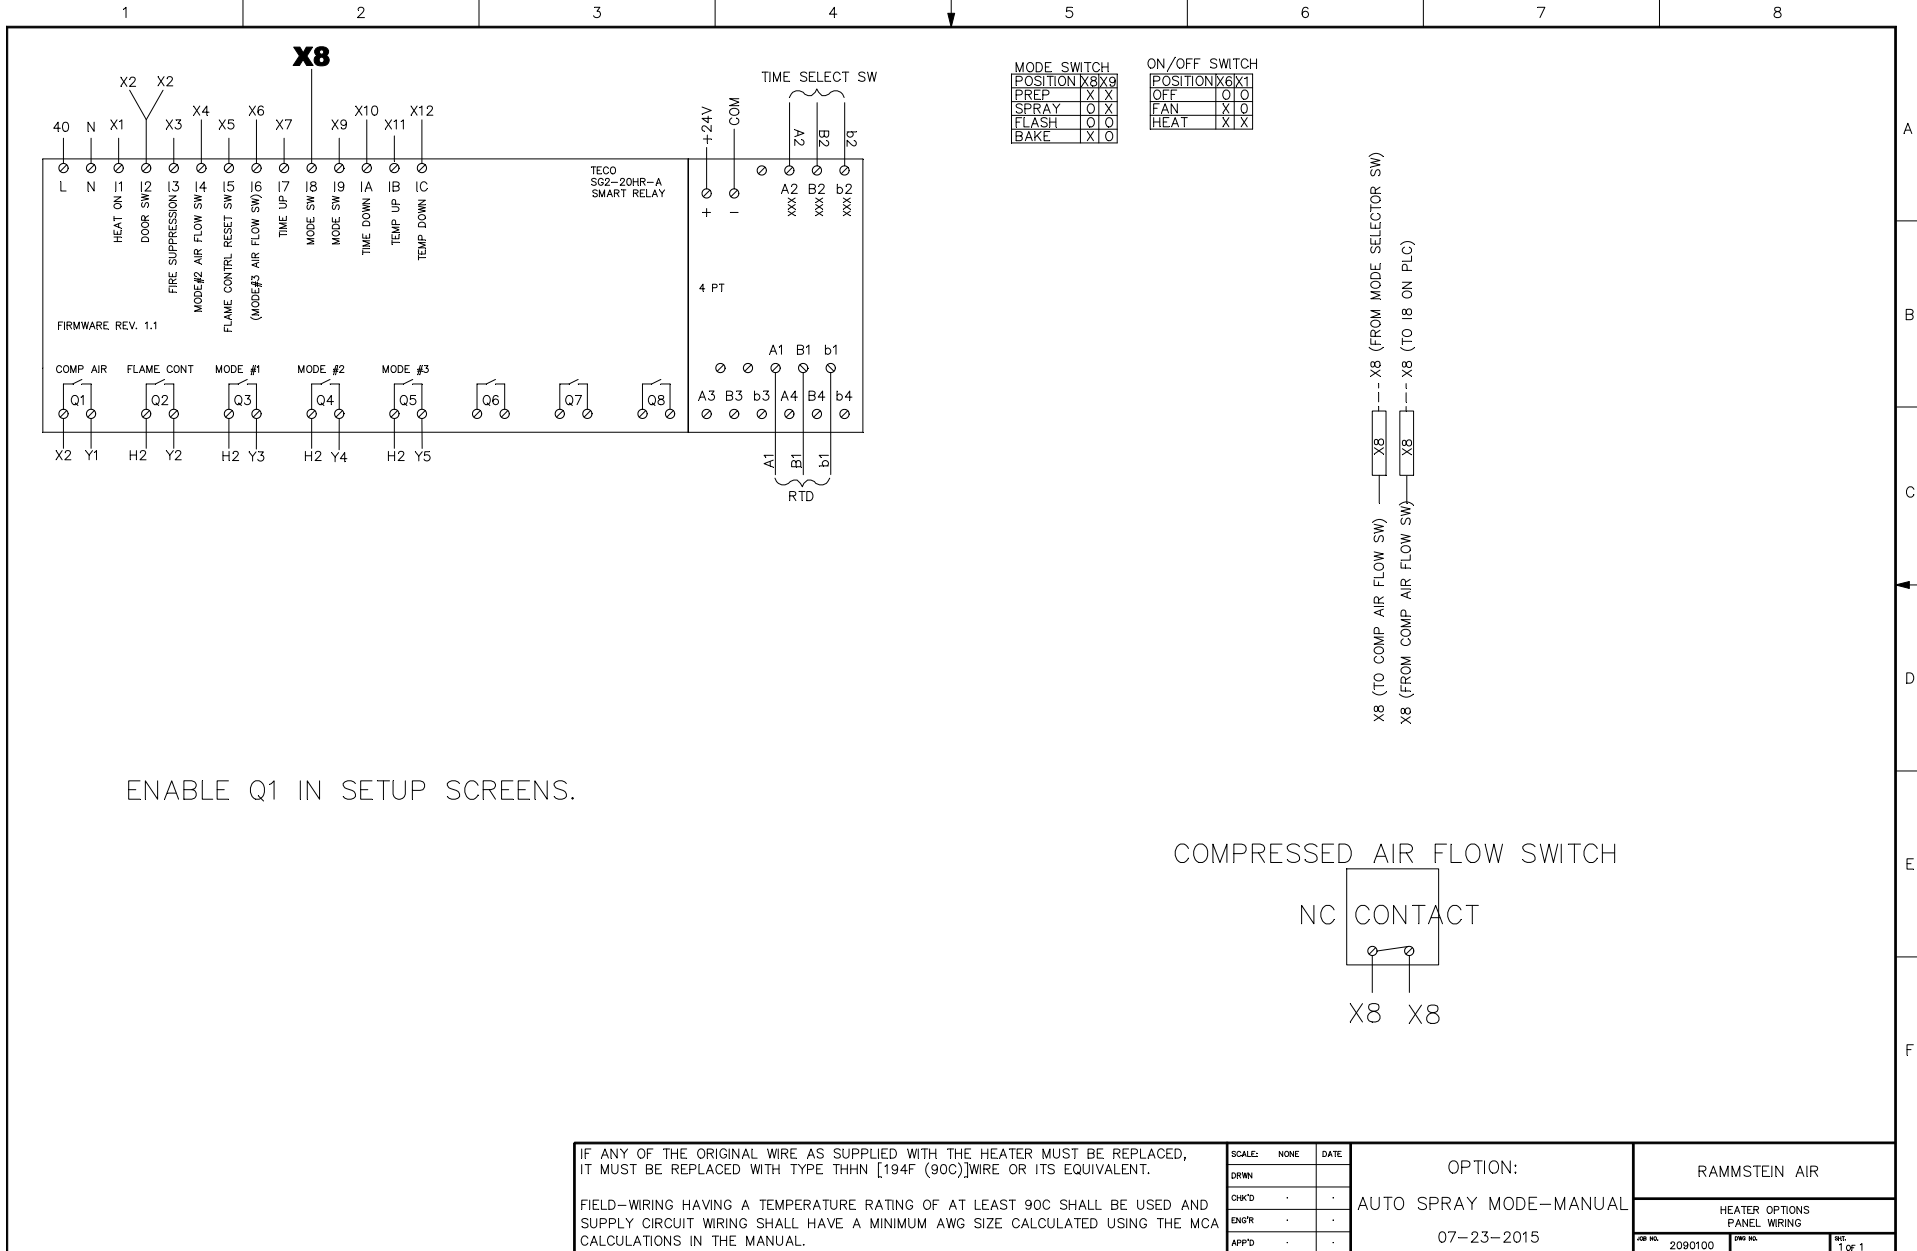 1 2 3 4 5 6 7 8
A
B
C
D
E
F
X8
X2 X2
40 N X1 X3 X4 X5 X6 X7 X9 X10 X11 X12
L N I1 I2 I3 I4 I5 I6 I7 I8 I9 IA IB IC
HEAT ON
DOOR SW
FIRE SUPPRESSION
MODE#2 AIR FLOW SW
FLAME CONTRL RESET SW
(MODE#3 AIR FLOW SW)
TIME UP
MODE SW
MODE SW
TIME DOWN
TEMP UP
TEMP DOWN
TECO
SG2-20HR-A
SMART RELAY
FIRMWARE REV. 1.1
COMP AIR FLAME CONT MODE #1 MODE #2 MODE #3
Q1 Q2 Q3 Q4 Q5 Q6 Q7 Q8
X2 Y1 H2 Y2 H2 Y3 H2 Y4 H2 Y5
TIME SELECT SW
+24V COM A2 B2 b2
+ - A2 B2 b2
XXX XXX XXX
4 PT
A1 B1 b1
A3 B3 b3 A4 B4 b4
A1 B1 b1
RTD
MODE SWITCH
POSITION X8 X9
PREP X X
SPRAY O X
FLASH O O
BAKE X O
ON/OFF SWITCH
POSITION X6 X1
OFF O O
FAN X O
HEAT X X
X8 (FROM MODE SELECTOR SW)
X8 (TO I8 ON PLC)
X8 X8
X8 (TO COMP AIR FLOW SW)
X8 (FROM COMP AIR FLOW SW)
ENABLE Q1 IN SETUP SCREENS.
COMPRESSED AIR FLOW SWITCH
NC CONTACT
X8 X8
IF ANY OF THE ORIGINAL WIRE AS SUPPLIED WITH THE HEATER MUST BE REPLACED,
IT MUST BE REPLACED WITH TYPE THHN [194F (90C)]WIRE OR ITS EQUIVALENT.
FIELD-WIRING HAVING A TEMPERATURE RATING OF AT LEAST 90C SHALL BE USED AND
SUPPLY CIRCUIT WIRING SHALL HAVE A MINIMUM AWG SIZE CALCULATED USING THE MCA
CALCULATIONS IN THE MANUAL.
SCALE: NONE DATE
DRWN
CHK'D . .
ENG'R . .
APP'D . .
OPTION:
AUTO SPRAY MODE-MANUAL
07-23-2015
RAMMSTEIN AIR
HEATER OPTIONS
PANEL WIRING
JOB NO. 2090100 DWG NO. SHT. 1 OF 1